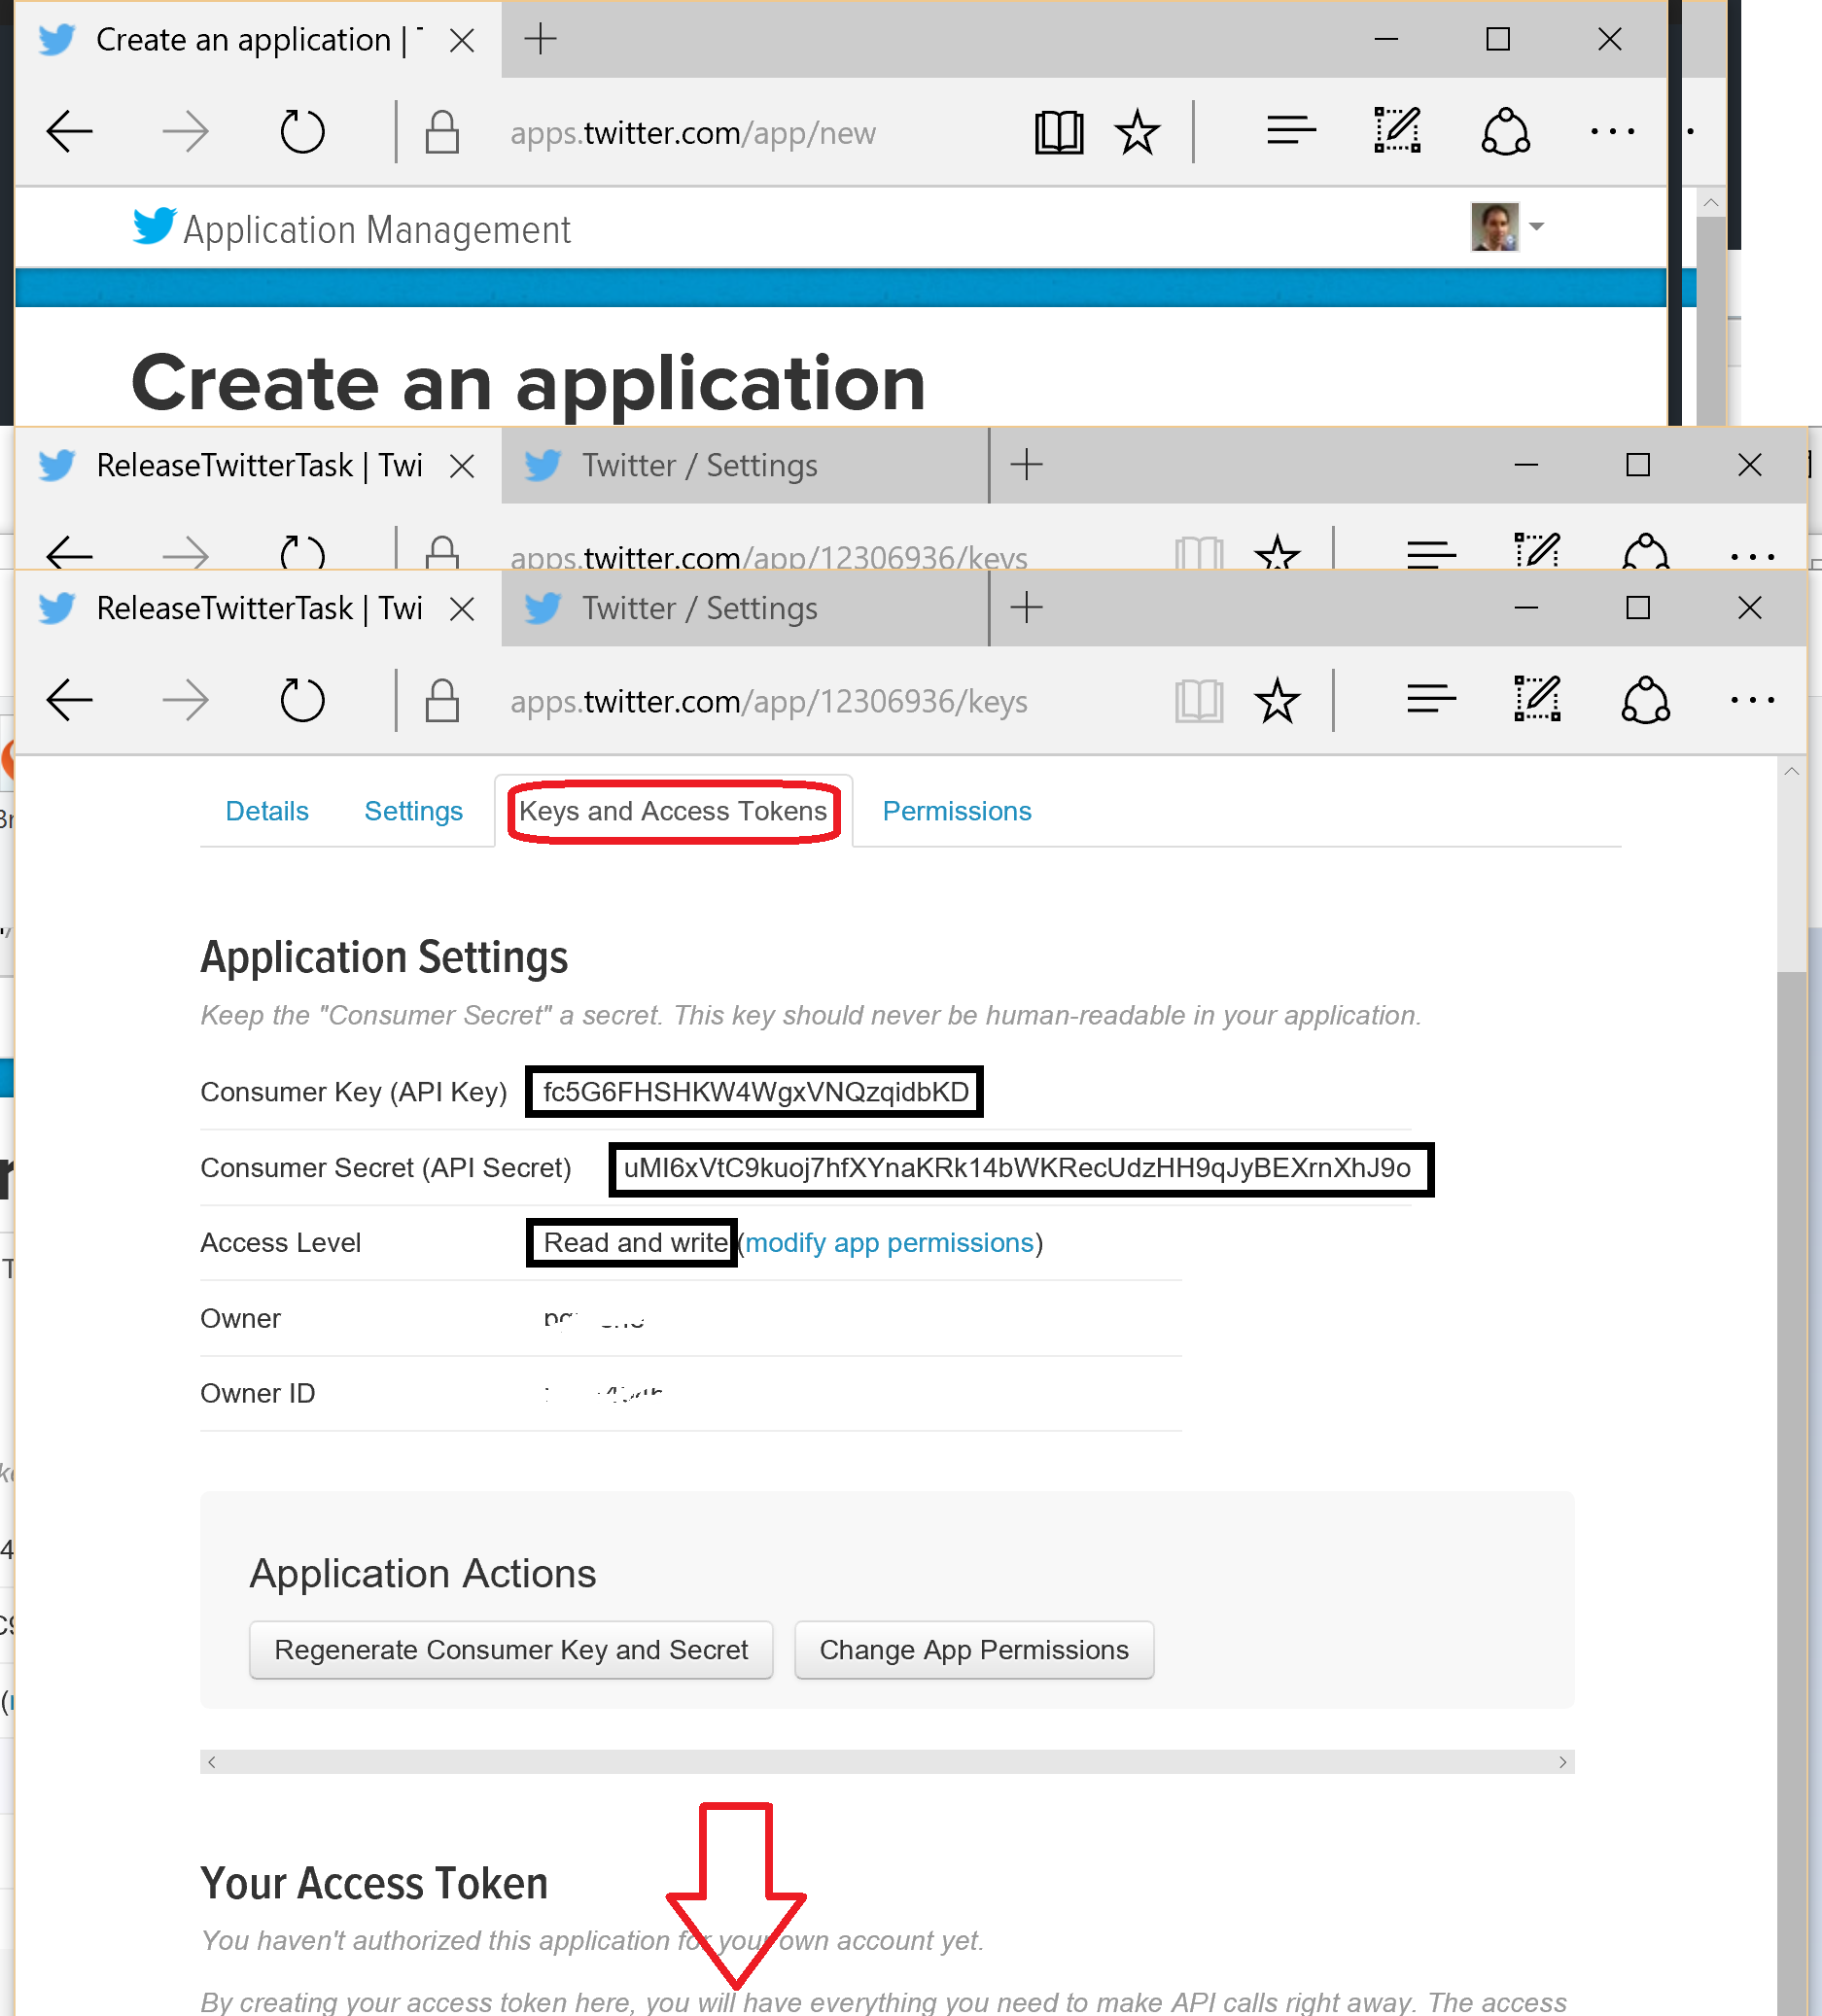 Create an application |
apps.twitter.com/app/new
Application Management
Create an application
ReleaseTwitterTask | Twi
Twitter / Settings
apps.twitter.com/app/12306936/keys
ReleaseTwitterTask | Twi
Twitter / Settings
apps.twitter.com/app/12306936/keys
Details Settings Keys and Access Tokens Permissions
Application Settings
Keep the "Consumer Secret" a secret. This key should never be human-readable in your application.
Consumer Key (API Key) fc5G6FHSHKW4WgxVNQzqidbKD
Consumer Secret (API Secret) uMI6xVtC9kuoj7hfXYnaKRk14bWKRecUdzHH9qJyBEXrnXhJ9o
Access Level Read and write (modify app permissions)
Owner
Owner ID
Application Actions
Regenerate Consumer Key and Secret Change App Permissions
Your Access Token
You haven't authorized this application for your own account yet.
By creating your access token here, you will have everything you need to make API calls right away. The access